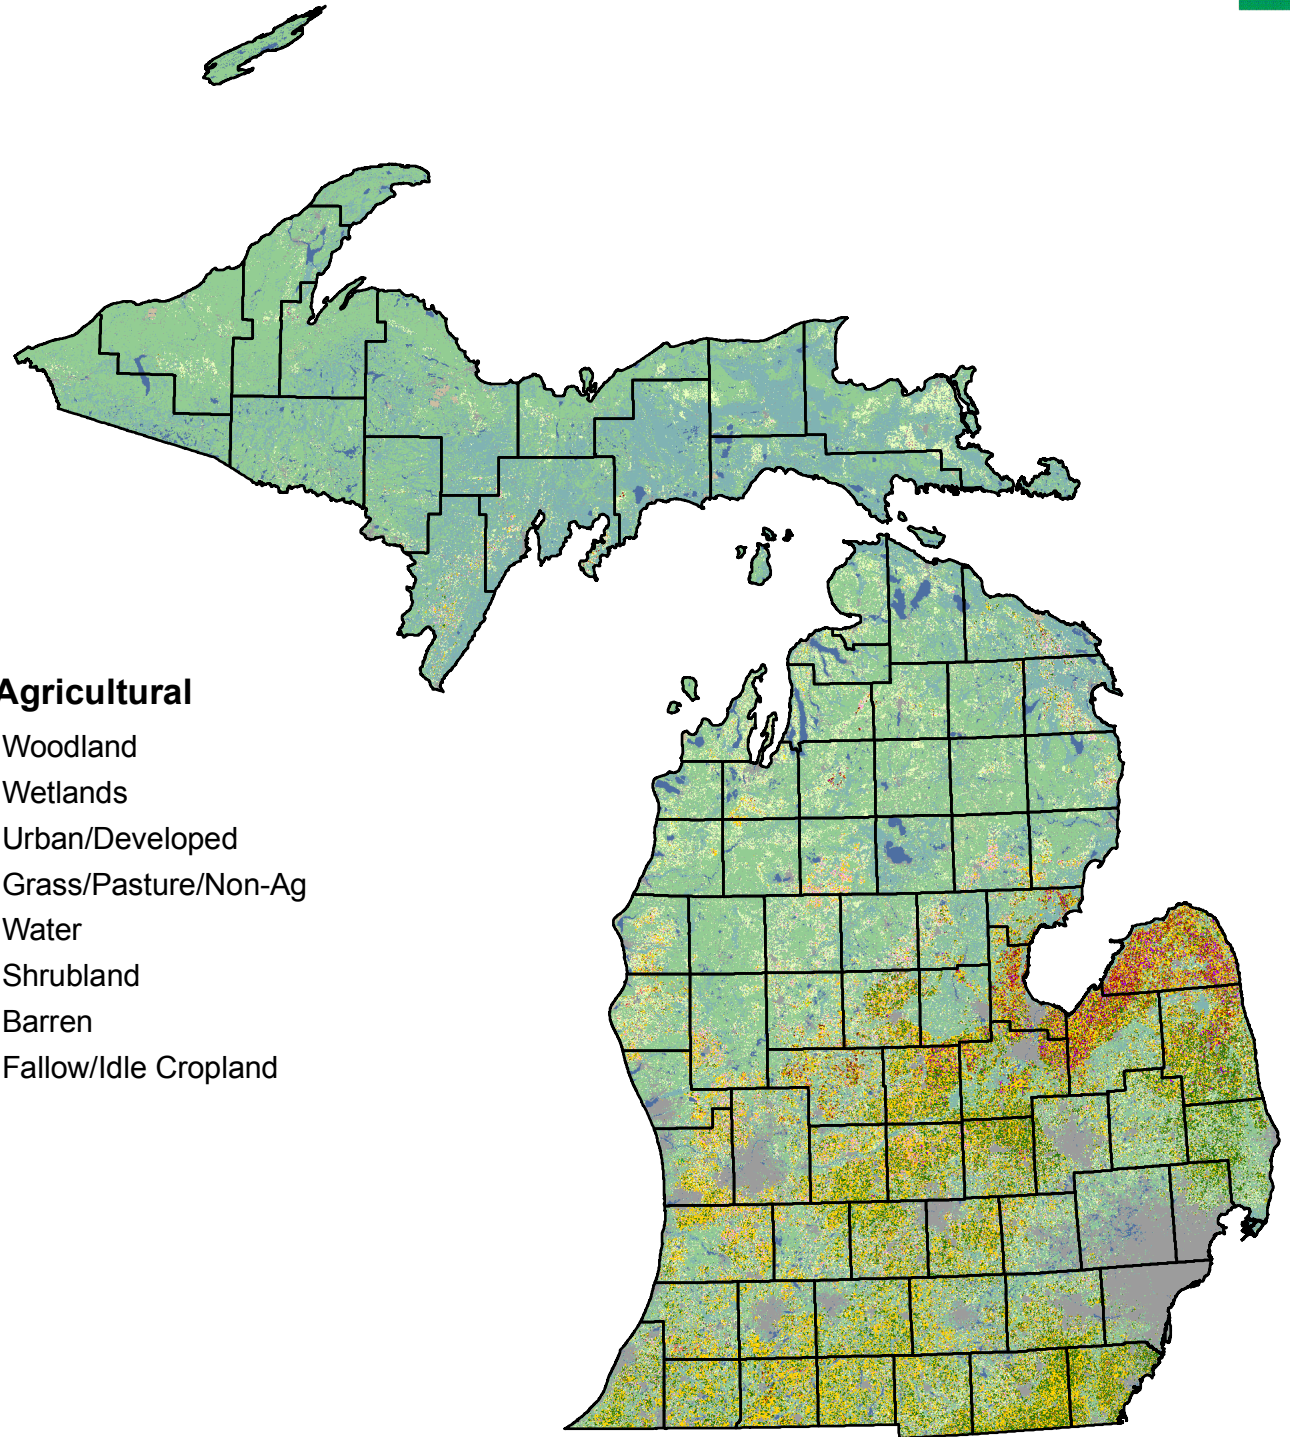 Agricultural
Woodland
Wetlands
Urban/Developed
Grass/Pasture/Non-Ag
Water
Shrubland
Barren
Fallow/Idle Cropland